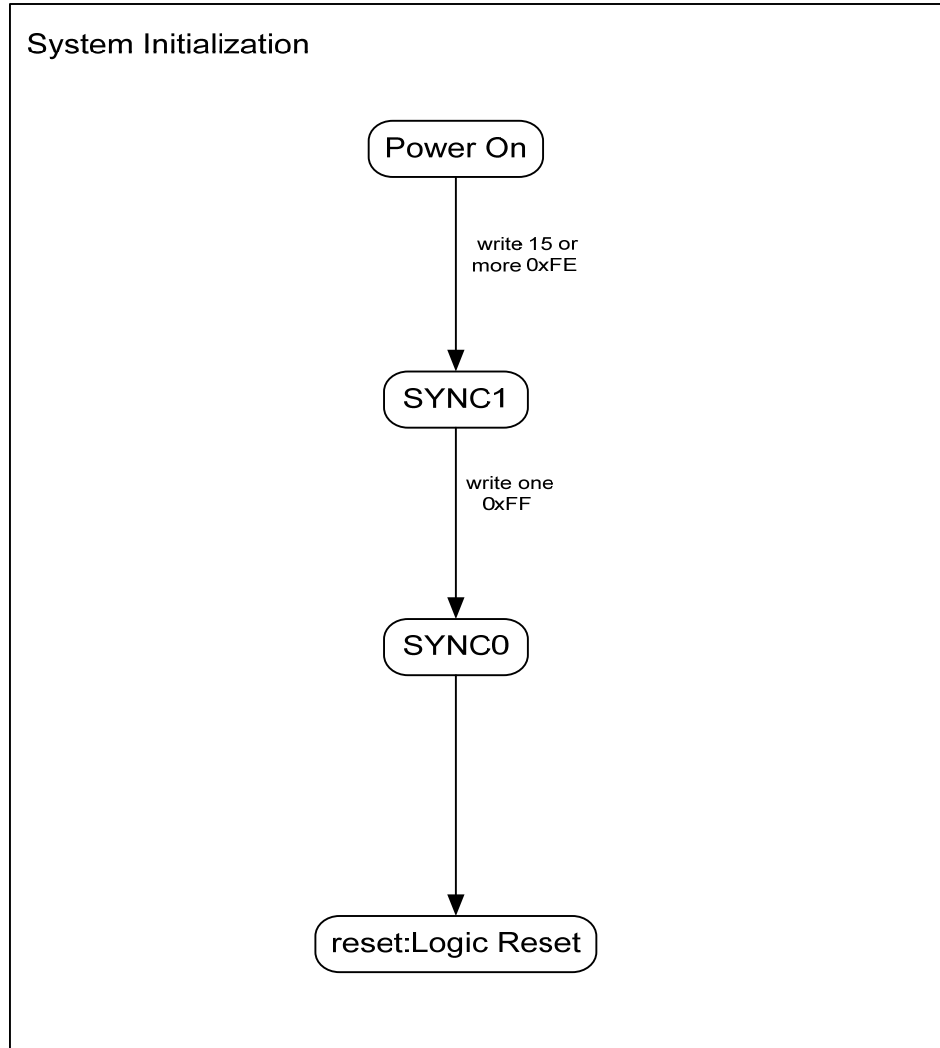 System Initialization
Power On
write 15 or
more 0xFE
SYNC1
write one
0xFF
SYNC0
reset:Logic Reset